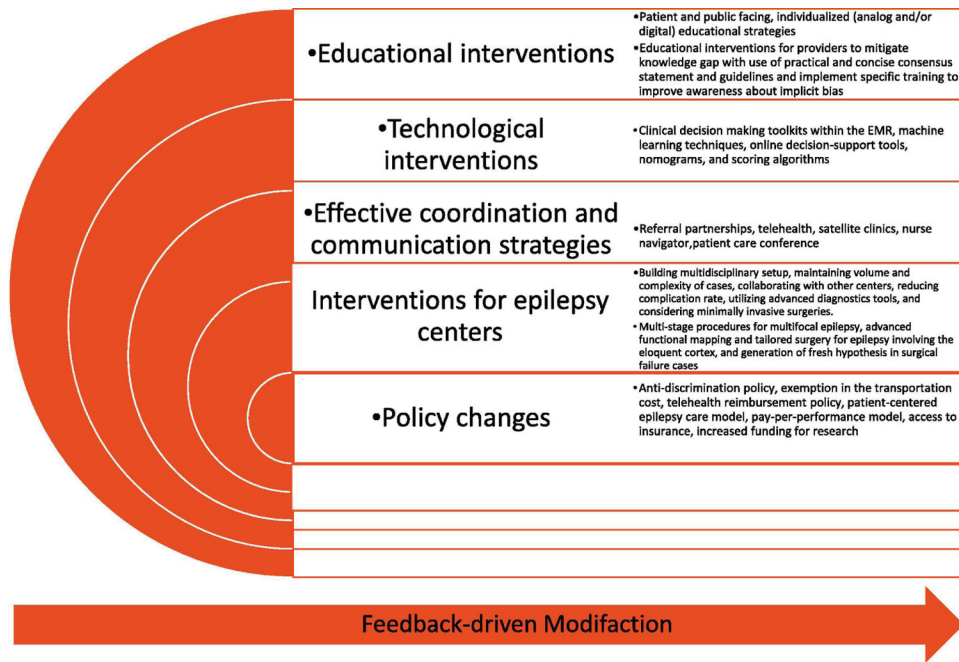 •Educational interventions
•Patient and public facing, individualized (analog and/or
digital) educational strategies
•Educational interventions for providers to mitigate
knowledge gap with use of practical and concise consensus
statement and guidelines and implement specific training to
improve awareness about implicit bias
•Technological
interventions
•Clinical decision making toolkits within the EMR, machine
learning techniques, online decision-support tools,
nomograms, and scoring algorithms
•Effective coordination and
communication strategies
•Referral partnerships, telehealth, satellite clinics, nurse
navigator,patient care conference
Interventions for epilepsy
centers
•Building multidisciplinary setup, maintaining volume and
complexity of cases, collaborating with other centers, reducing
complication rate, utilizing advanced diagnostics tools, and
considering minimally invasive surgeries.
•Multi-stage procedures for multifocal epilepsy, advanced
functional mapping and tailored surgery for epilepsy involving the
eloquent cortex, and generation of fresh hypothesis in surgical
failure cases
•Policy changes
•Anti-discrimination policy, exemption in the transportation
cost, telehealth reimbursement policy, patient-centered
epilepsy care model, pay-per-performance model, access to
insurance, increased funding for research
Feedback-driven Modifaction